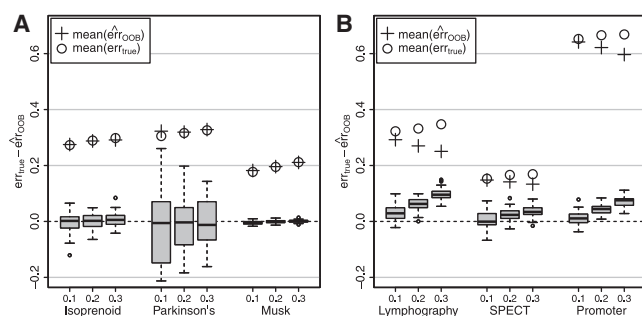 A
+ mean(êrr_OOB)
○ mean(err_true)
err_true−êrr_OOB
0.6
0.4
0.2
0.0
−0.2
0.1 0.2 0.3 0.1 0.2 0.3 0.1 0.2 0.3
Isoprenoid Parkinson's Musk
B
+ mean(êrr_OOB)
○ mean(err_true)
err_true−êrr_OOB
0.6
0.4
0.2
0.0
−0.2
0.1 0.2 0.3 0.1 0.2 0.3 0.1 0.2 0.3
Lymphography SPECT Promoter